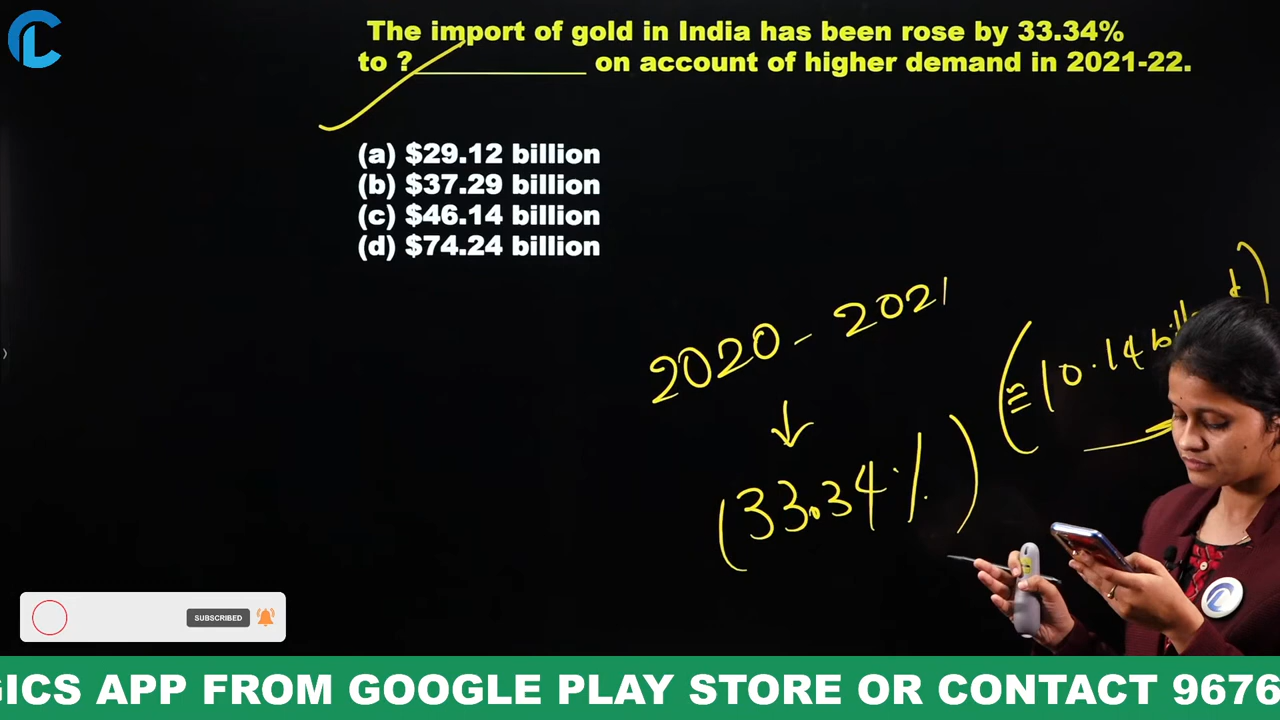 The import of gold in India has been rose by 33.34%
to ?____________ on account of higher demand in 2021-22.
(a) $29.12 billion
(b) $37.29 billion
(c) $46.14 billion
(d) $74.24 billion
2020 - 2021
(≅ 10.14
(33.34%)
SUBSCRIBED
GICS APP FROM GOOGLE PLAY STORE OR CONTACT 9676